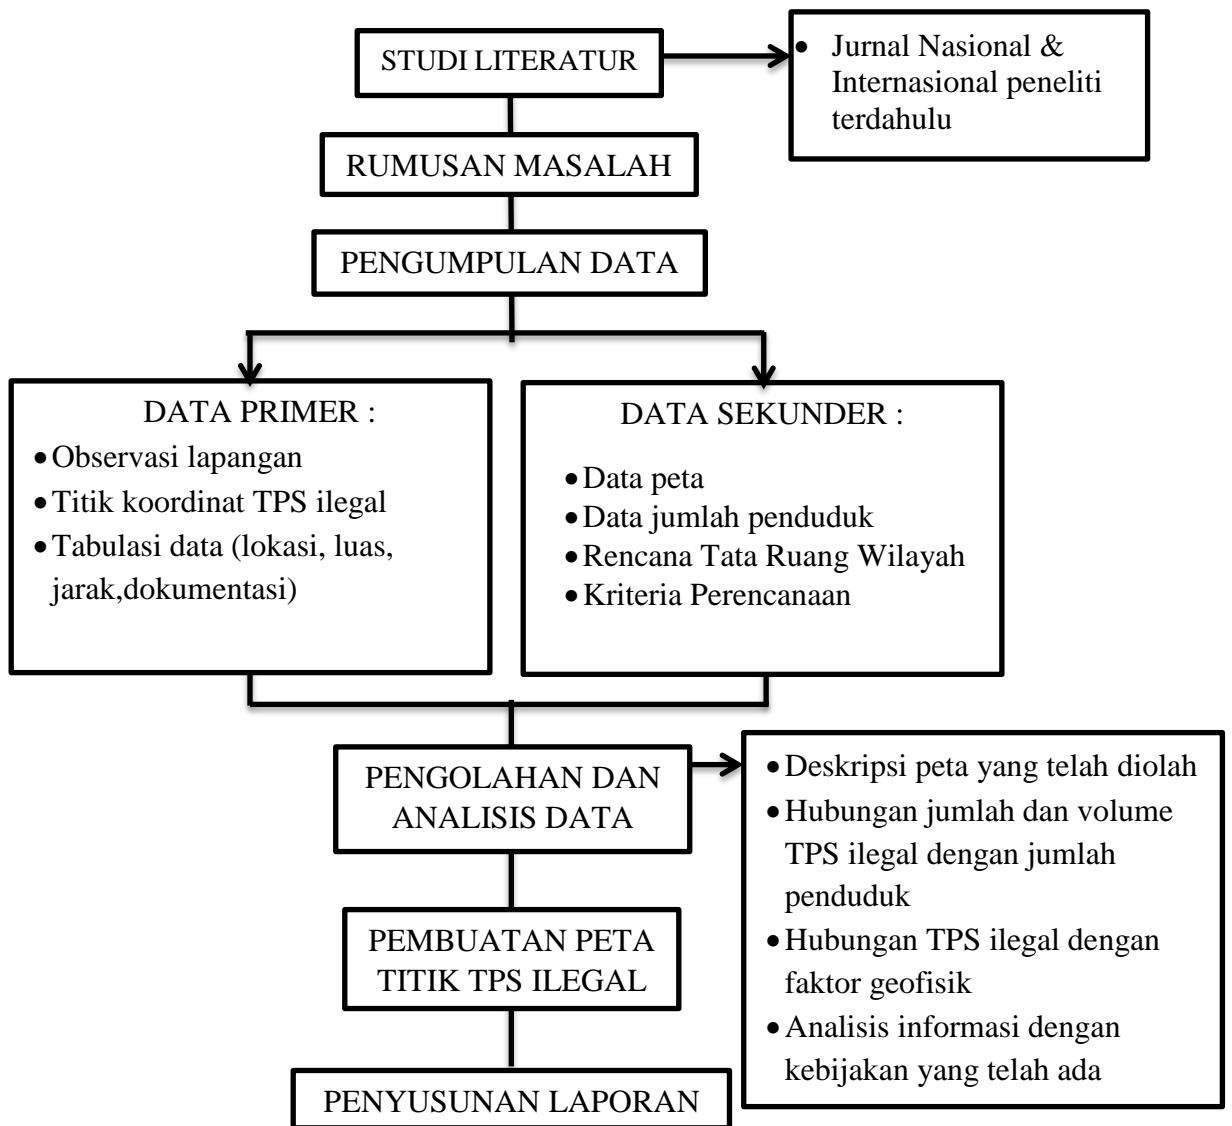 STUDI LITERATUR
• Jurnal Nasional &
Internasional peneliti
terdahulu
RUMUSAN MASALAH
PENGUMPULAN DATA
DATA PRIMER :
• Observasi lapangan
• Titik koordinat TPS ilegal
• Tabulasi data (lokasi, luas,
jarak,dokumentasi)
DATA SEKUNDER :
• Data peta
• Data jumlah penduduk
• Rencana Tata Ruang Wilayah
• Kriteria Perencanaan
PENGOLAHAN DAN
ANALISIS DATA
• Deskripsi peta yang telah diolah
• Hubungan jumlah dan volume
TPS ilegal dengan jumlah
penduduk
• Hubungan TPS ilegal dengan
faktor geofisik
• Analisis informasi dengan
kebijakan yang telah ada
PEMBUATAN PETA
TITIK TPS ILEGAL
PENYUSUNAN LAPORAN